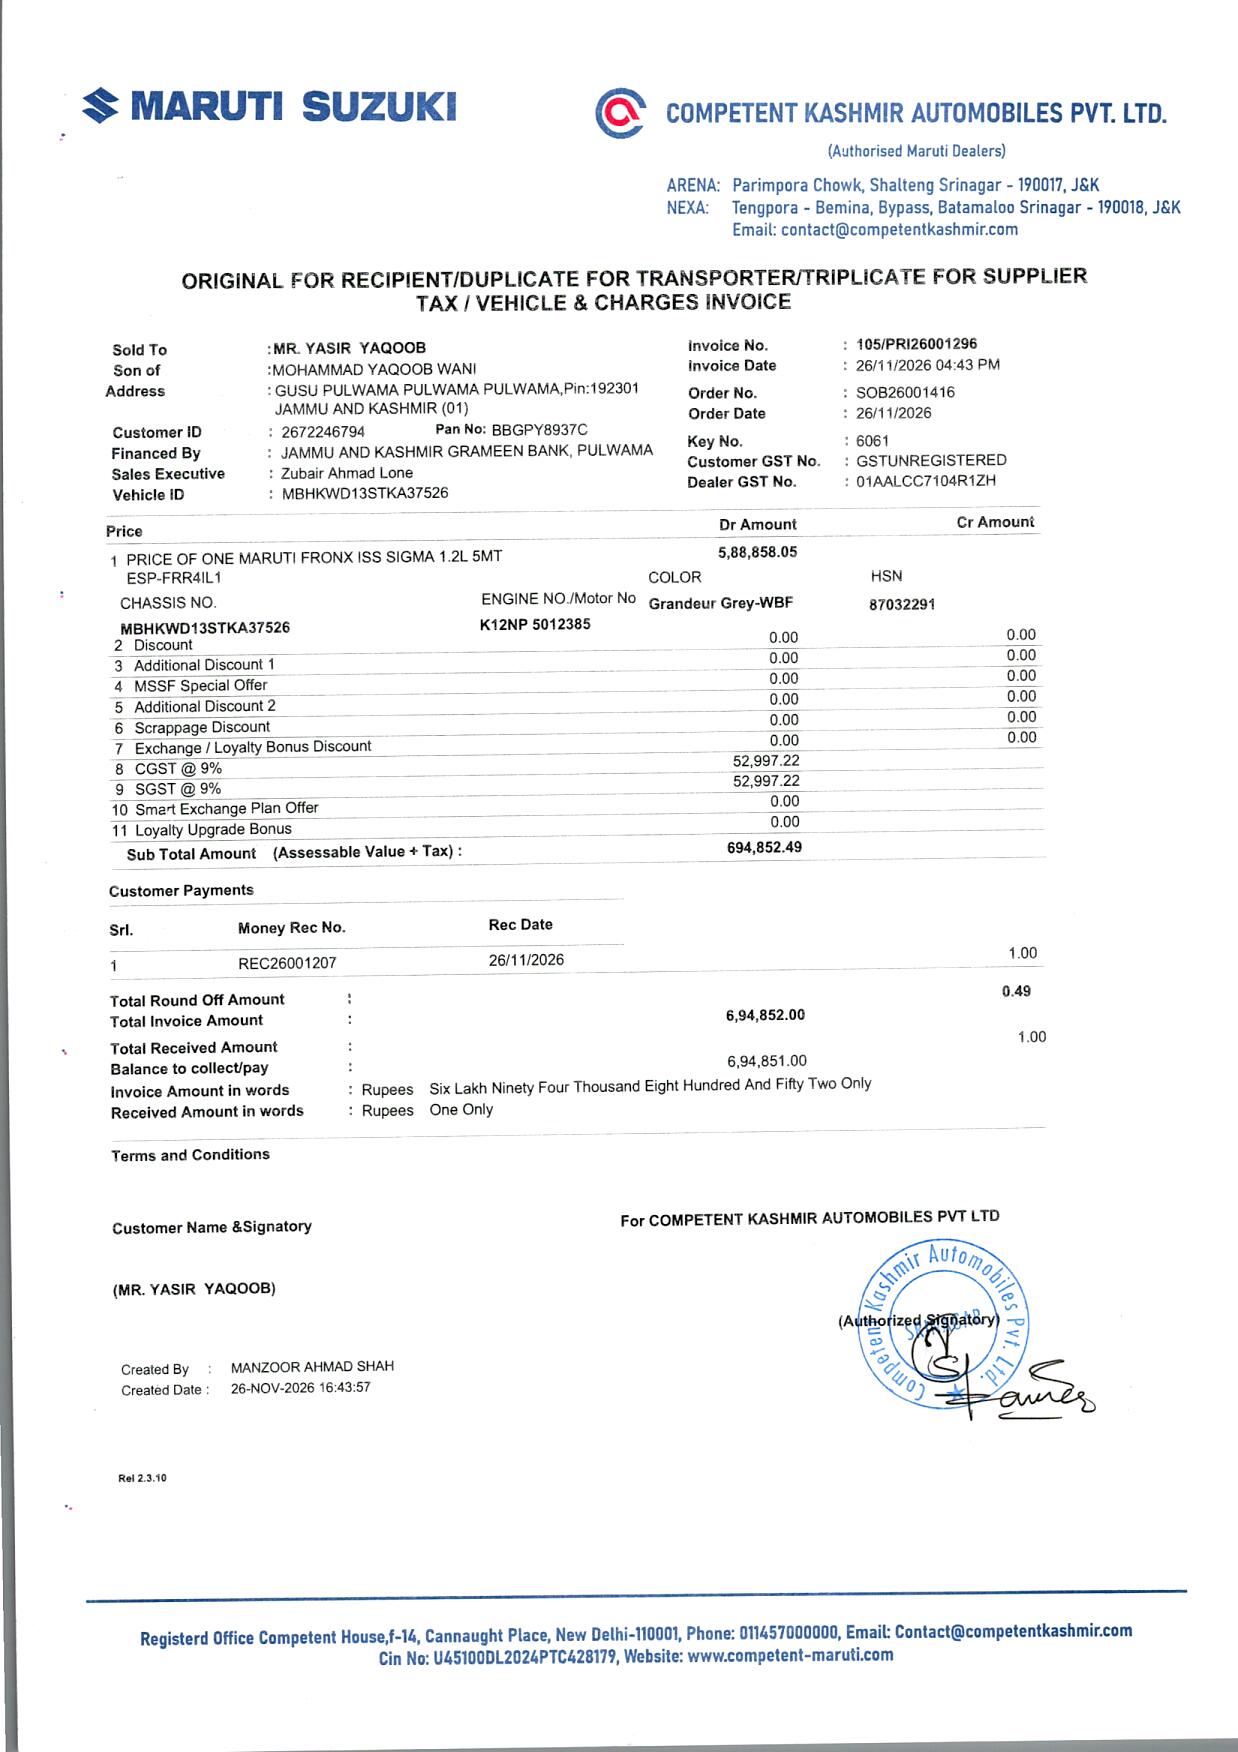 MARUTI SUZUKI
COMPETENT KASHMIR AUTOMOBILES PVT. LTD.
(Authorised Maruti Dealers)
ARENA: Parimpora Chowk, Shalteng Srinagar - 190017, J&K
NEXA: Tengpora - Bemina, Bypass, Batamaloo Srinagar - 190018, J&K
Email: contact@competentkashmir.com
ORIGINAL FOR RECIPIENT/DUPLICATE FOR TRANSPORTER/TRIPLICATE FOR SUPPLIER
TAX / VEHICLE & CHARGES INVOICE
Sold To :MR. YASIR YAQOOB
Son of :MOHAMMAD YAQOOB WANI
Address : GUSU PULWAMA PULWAMA PULWAMA,Pin:192301
JAMMU AND KASHMIR (01)
Customer ID : 2672246794 Pan No: BBGPY8937C
Financed By : JAMMU AND KASHMIR GRAMEEN BANK, PULWAMA
Sales Executive : Zubair Ahmad Lone
Vehicle ID : MBHKWD13STKA37526
Invoice No. : 105/PRI26001296
Invoice Date : 26/11/2026 04:43 PM
Order No. : SOB26001416
Order Date : 26/11/2026
Key No. : 6061
Customer GST No. : GSTUNREGISTERED
Dealer GST No. : 01AALCC7104R1ZH
Price Dr Amount Cr Amount
1 PRICE OF ONE MARUTI FRONX ISS SIGMA 1.2L 5MT 5,88,858.05
ESP-FRR4IL1 COLOR HSN
CHASSIS NO. ENGINE NO./Motor No Grandeur Grey-WBF 87032291
MBHKWD13STKA37526 K12NP 5012385
2 Discount 0.00 0.00
3 Additional Discount 1 0.00 0.00
4 MSSF Special Offer 0.00 0.00
5 Additional Discount 2 0.00 0.00
6 Scrappage Discount 0.00 0.00
7 Exchange / Loyalty Bonus Discount 0.00 0.00
8 CGST @ 9% 52,997.22
9 SGST @ 9% 52,997.22
10 Smart Exchange Plan Offer 0.00
11 Loyalty Upgrade Bonus 0.00
Sub Total Amount (Assessable Value + Tax) : 694,852.49
Customer Payments
Srl. Money Rec No. Rec Date
1 REC26001207 26/11/2026 1.00
Total Round Off Amount : 0.49
Total Invoice Amount : 6,94,852.00
Total Received Amount : 1.00
Balance to collect/pay : 6,94,851.00
Invoice Amount in words : Rupees Six Lakh Ninety Four Thousand Eight Hundred And Fifty Two Only
Received Amount in words : Rupees One Only
Terms and Conditions
Customer Name &Signatory
For COMPETENT KASHMIR AUTOMOBILES PVT LTD
(MR. YASIR YAQOOB)
Competent Kashmir Automobiles Pvt. Ltd.
SRINAGAR
(Authorized Signatory)
Created By : MANZOOR AHMAD SHAH
Created Date : 26-NOV-2026 16:43:57
Rel 2.3.10
Registerd Office Competent House,f-14, Cannaught Place, New Delhi-110001, Phone: 011457000000, Email: Contact@competentkashmir.com
Cin No: U45100DL2024PTC428179, Website: www.competent-maruti.com